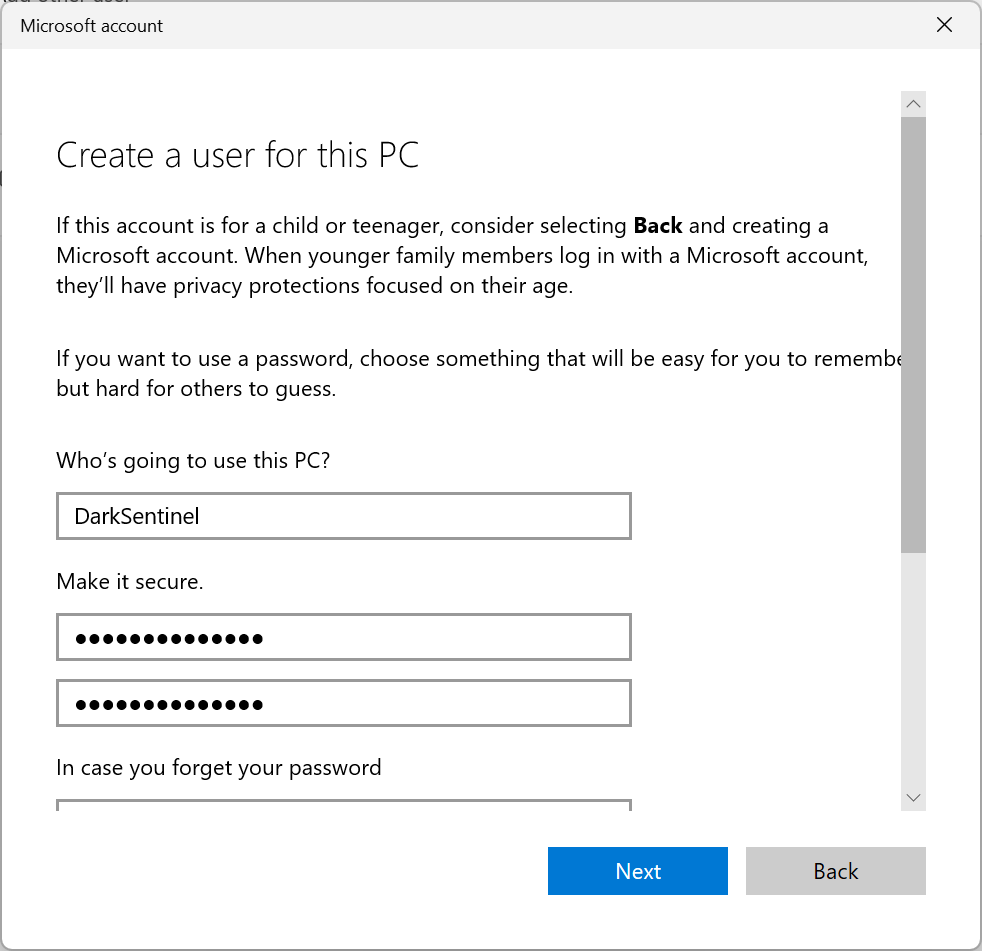 Microsoft account
Create a user for this PC
If this account is for a child or teenager, consider selecting Back and creating a
Microsoft account. When younger family members log in with a Microsoft account,
they’ll have privacy protections focused on their age.
If you want to use a password, choose something that will be easy for you to remembe
but hard for others to guess.
Who’s going to use this PC?
DarkSentinel
Make it secure.
●●●●●●●●●●●●●●
●●●●●●●●●●●●●●
In case you forget your password
Next
Back